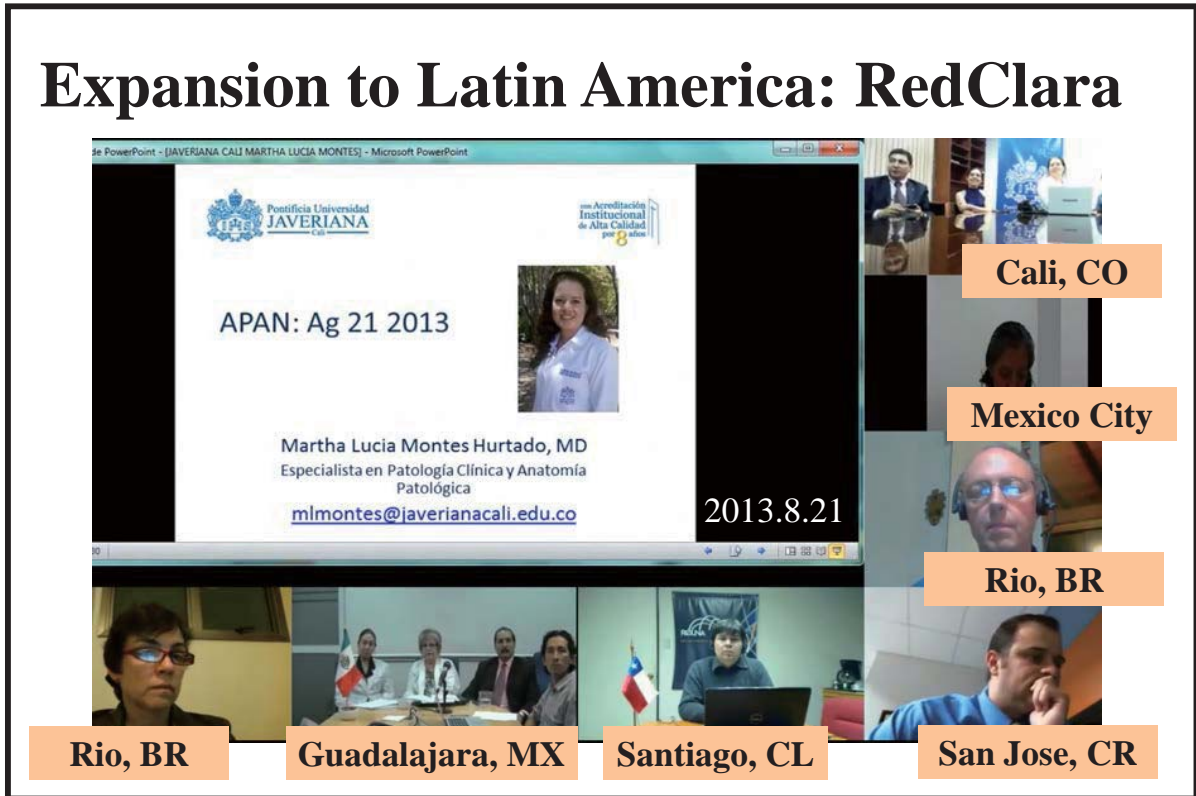 Expansion to Latin America: RedClara
de PowerPoint - [JAVERIANA CALI MARTHA LUCIA MONTES] - Microsoft PowerPoint
Pontificia Universidad
JAVERIANA
Cali
con Acreditación
Institucional
de Alta Calidad
por 8 años
APAN: Ag 21 2013
Martha Lucia Montes Hurtado, MD
Especialista en Patología Clínica y Anatomía
Patológica
mlmontes@javerianacali.edu.co
2013.8.21
Cali, CO
Mexico City
Rio, BR
Rio, BR
Guadalajara, MX
Santiago, CL
San Jose, CR